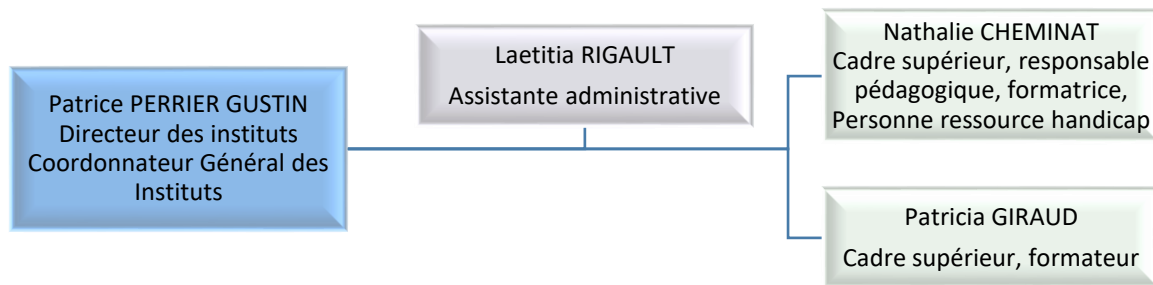 Patrice PERRIER GUSTIN
Directeur des instituts
Coordonnateur Général des
Instituts
Laetitia RIGAULT
Assistante administrative
Nathalie CHEMINAT
Cadre supérieur, responsable
pédagogique, formatrice,
Personne ressource handicap
Patricia GIRAUD
Cadre supérieur, formateur